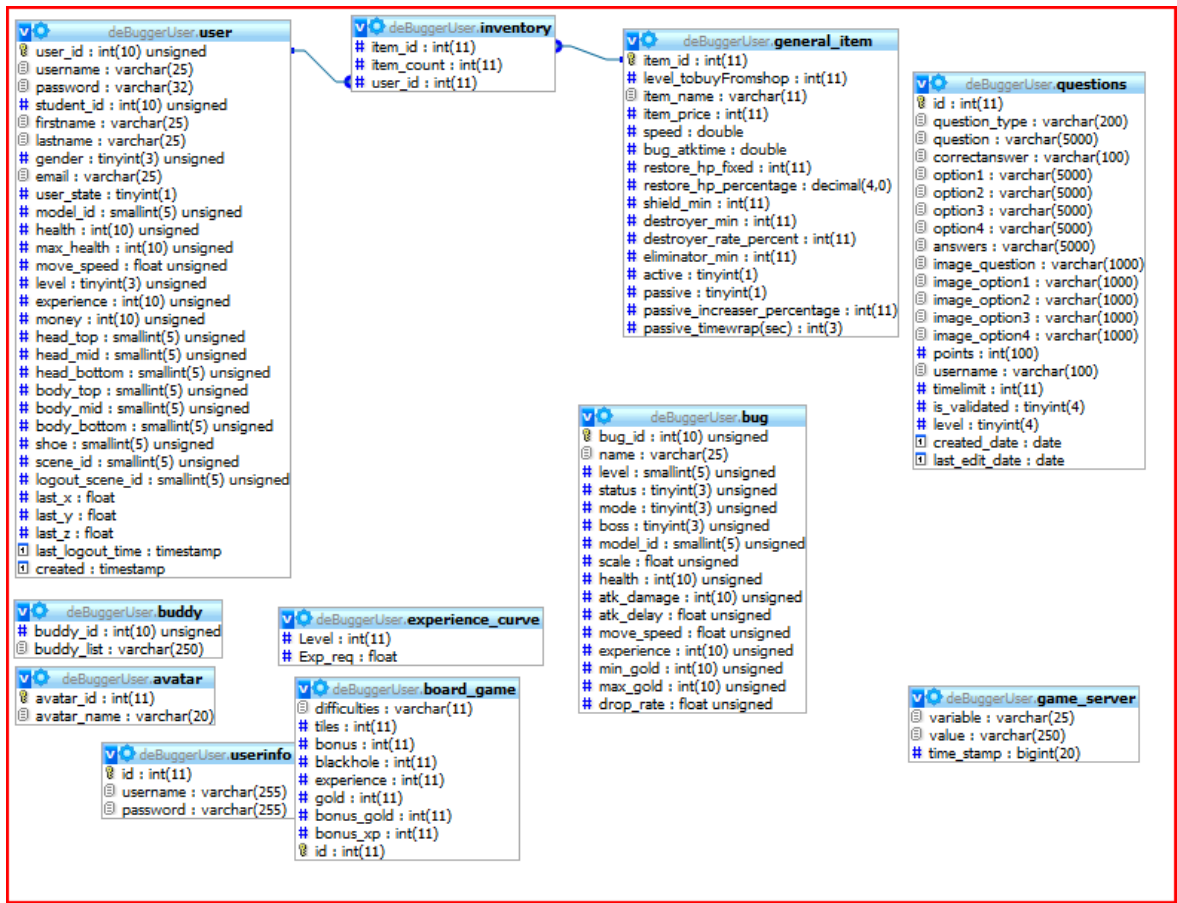 deBuggerUser.user
user_id : int(10) unsigned
username : varchar(25)
password : varchar(32)
student_id : int(10) unsigned
firstname : varchar(25)
lastname : varchar(25)
gender : tinyint(3) unsigned
email : varchar(25)
user_state : tinyint(1)
model_id : smallint(5) unsigned
health : int(10) unsigned
max_health : int(10) unsigned
move_speed : float unsigned
level : tinyint(3) unsigned
experience : int(10) unsigned
money : int(10) unsigned
head_top : smallint(5) unsigned
head_mid : smallint(5) unsigned
head_bottom : smallint(5) unsigned
body_top : smallint(5) unsigned
body_mid : smallint(5) unsigned
body_bottom : smallint(5) unsigned
shoe : smallint(5) unsigned
scene_id : smallint(5) unsigned
logout_scene_id : smallint(5) unsigned
last_x : float
last_y : float
last_z : float
last_logout_time : timestamp
created : timestamp
deBuggerUser.inventory
item_id : int(11)
item_count : int(11)
user_id : int(11)
deBuggerUser.general_item
item_id : int(11)
level_tobuyFromshop : int(11)
item_name : varchar(11)
item_price : int(11)
speed : double
bug_atktime : double
restore_hp_fixed : int(11)
restore_hp_percentage : decimal(4,0)
shield_min : int(11)
destroyer_min : int(11)
destroyer_rate_percent : int(11)
eliminator_min : int(11)
active : tinyint(1)
passive : tinyint(1)
passive_increaser_percentage : int(11)
passive_timewrap(sec) : int(3)
deBuggerUser.questions
id : int(11)
question_type : varchar(200)
question : varchar(5000)
correctanswer : varchar(100)
option1 : varchar(5000)
option2 : varchar(5000)
option3 : varchar(5000)
option4 : varchar(5000)
answers : varchar(5000)
image_question : varchar(1000)
image_option1 : varchar(1000)
image_option2 : varchar(1000)
image_option3 : varchar(1000)
image_option4 : varchar(1000)
points : int(100)
username : varchar(100)
timelimit : int(11)
is_validated : tinyint(4)
level : tinyint(4)
created_date : date
last_edit_date : date
deBuggerUser.bug
bug_id : int(10) unsigned
name : varchar(25)
level : smallint(5) unsigned
status : tinyint(3) unsigned
mode : tinyint(3) unsigned
boss : tinyint(3) unsigned
model_id : smallint(5) unsigned
scale : float unsigned
health : int(10) unsigned
atk_damage : int(10) unsigned
atk_delay : float unsigned
move_speed : float unsigned
experience : int(10) unsigned
min_gold : int(10) unsigned
max_gold : int(10) unsigned
drop_rate : float unsigned
deBuggerUser.buddy
buddy_id : int(10) unsigned
buddy_list : varchar(250)
deBuggerUser.experience_curve
Level : int(11)
Exp_req : float
deBuggerUser.avatar
avatar_id : int(11)
avatar_name : varchar(20)
deBuggerUser.board_game
difficulties : varchar(11)
tiles : int(11)
bonus : int(11)
blackhole : int(11)
experience : int(11)
gold : int(11)
bonus_gold : int(11)
bonus_xp : int(11)
id : int(11)
deBuggerUser.userinfo
id : int(11)
username : varchar(255)
password : varchar(255)
deBuggerUser.game_server
variable : varchar(25)
value : varchar(250)
time_stamp : bigint(20)